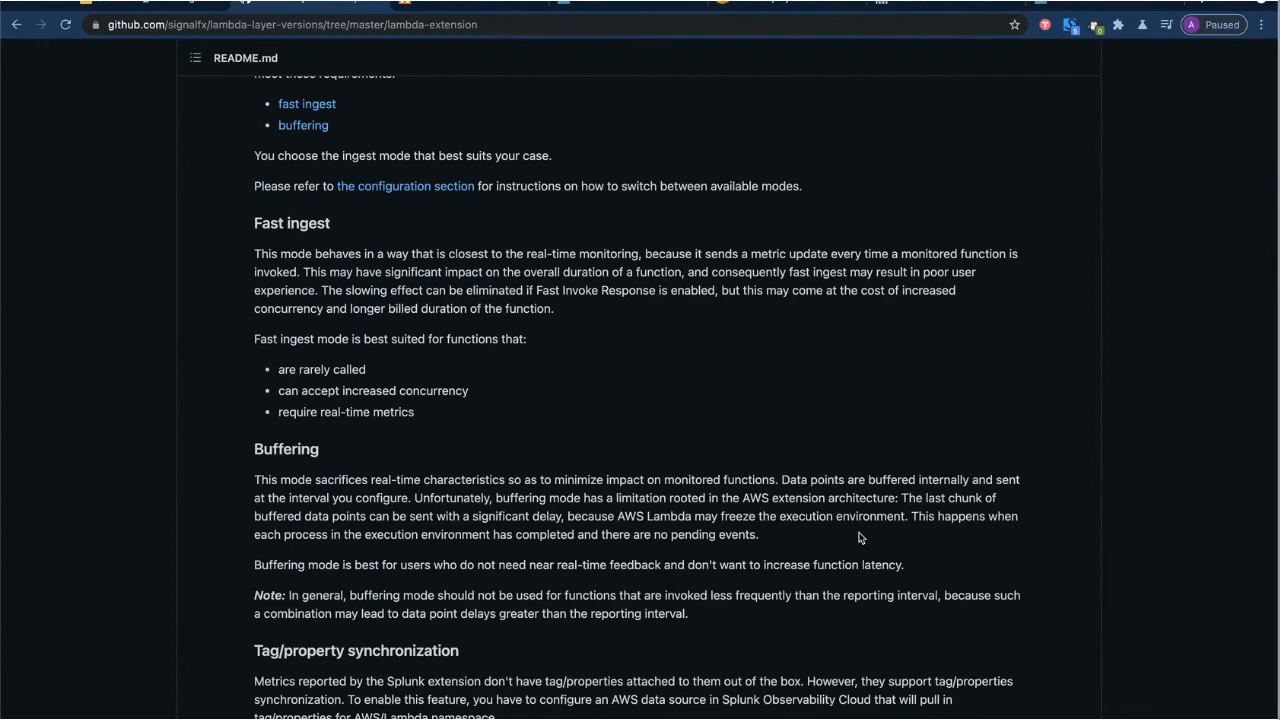 github.com/signalfx/lambda-layer-versions/tree/master/lambda-extension
A Paused
README.md
fast ingest
buffering
You choose the ingest mode that best suits your case.
Please refer to the configuration section for instructions on how to switch between available modes.
Fast ingest
This mode behaves in a way that is closest to the real-time monitoring, because it sends a metric update every time a monitored function is
invoked. This may have significant impact on the overall duration of a function, and consequently fast ingest may result in poor user
experience. The slowing effect can be eliminated if Fast Invoke Response is enabled, but this may come at the cost of increased
concurrency and longer billed duration of the function.
Fast ingest mode is best suited for functions that:
are rarely called
can accept increased concurrency
require real-time metrics
Buffering
This mode sacrifices real-time characteristics so as to minimize impact on monitored functions. Data points are buffered internally and sent
at the interval you configure. Unfortunately, buffering mode has a limitation rooted in the AWS extension architecture: The last chunk of
buffered data points can be sent with a significant delay, because AWS Lambda may freeze the execution environment. This happens when
each process in the execution environment has completed and there are no pending events.
Buffering mode is best for users who do not need near real-time feedback and don't want to increase function latency.
Note: In general, buffering mode should not be used for functions that are invoked less frequently than the reporting interval, because such
a combination may lead to data point delays greater than the reporting interval.
Tag/property synchronization
Metrics reported by the Splunk extension don't have tag/properties attached to them out of the box. However, they support tag/properties
synchronization. To enable this feature, you have to configure an AWS data source in Splunk Observability Cloud that will pull in
tag/properties for AWS/Lambda namespace.